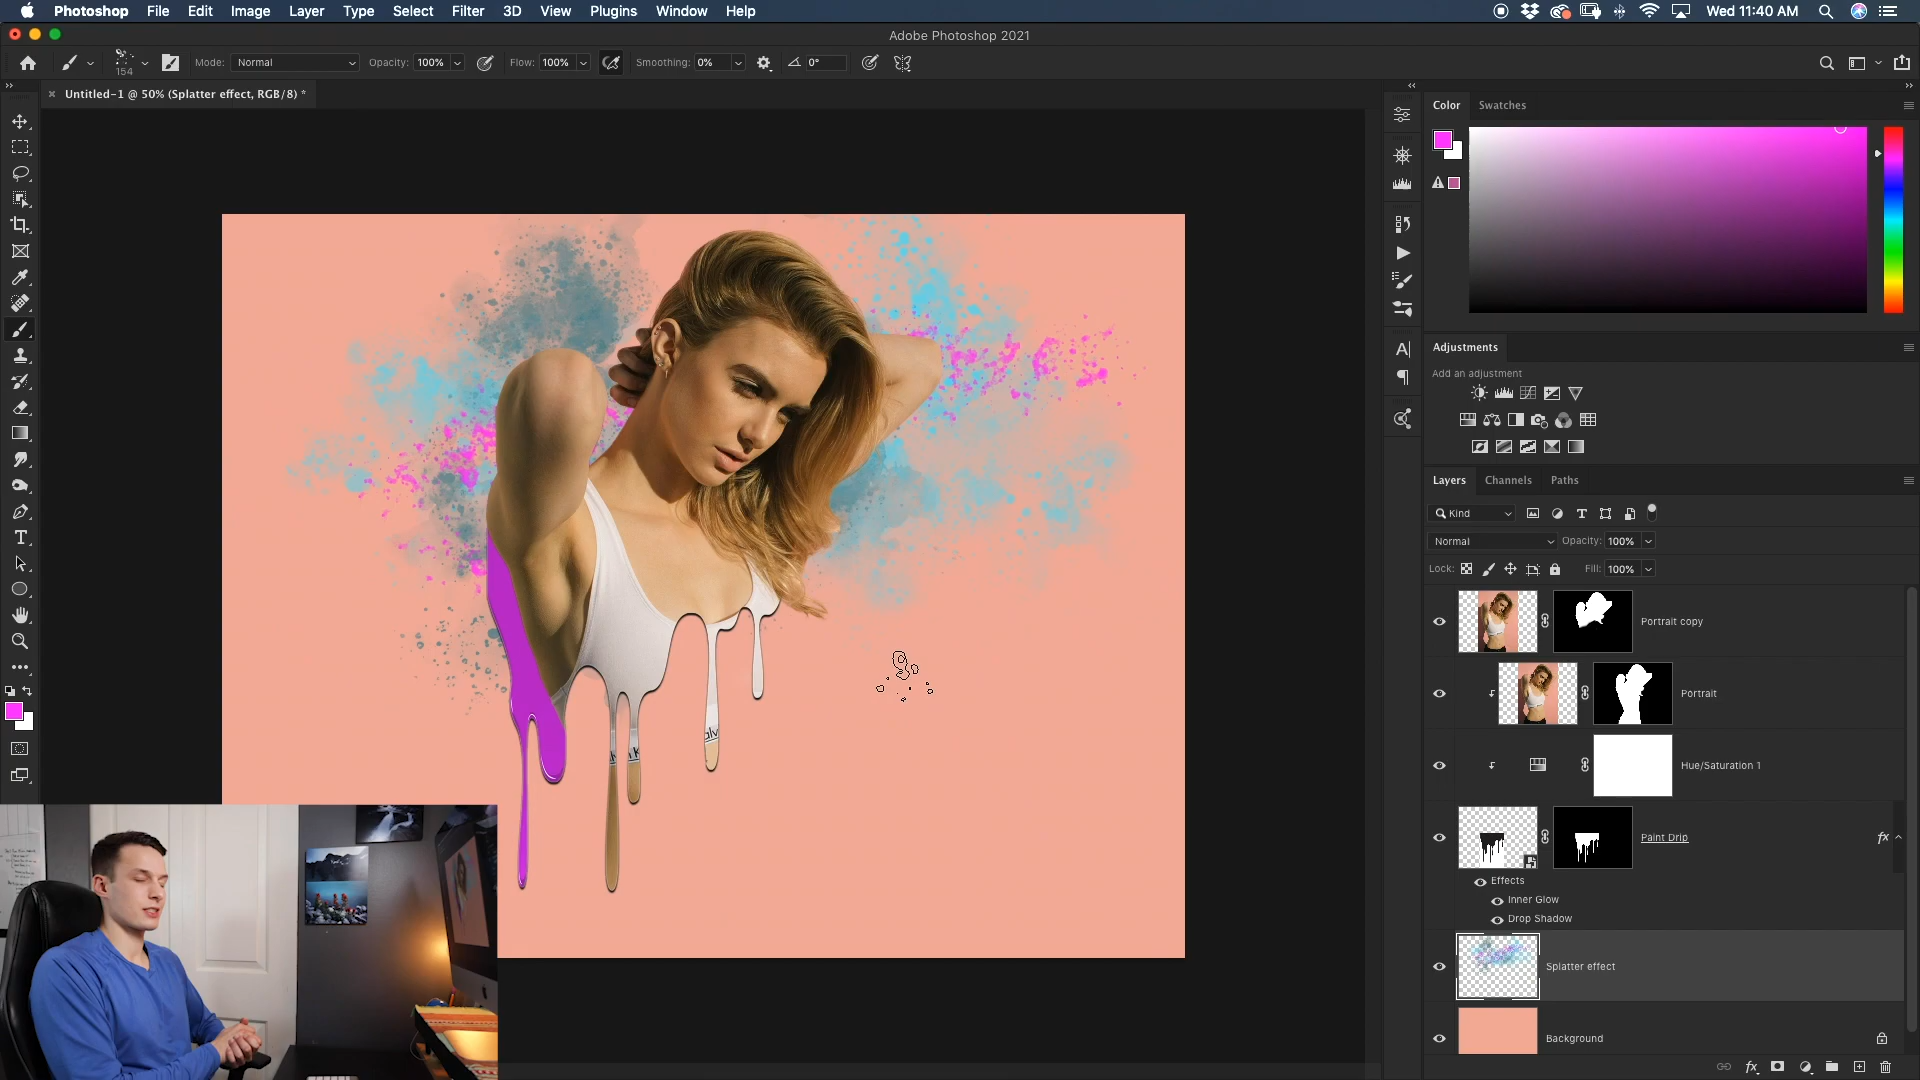 Photoshop File Edit Image Layer Type Select Filter 3D View Plugins Window Help Wed 11:40 AM
Adobe Photoshop 2021
154 Mode: Normal Opacity: 100% Flow: 100% Smoothing: 0% 0°
Untitled-1 @ 50% (Splatter effect, RGB/8) *
Color Swatches
Adjustments
Add an adjustment
Layers Channels Paths
Kind
Normal Opacity: 100%
Lock: Fill: 100%
Portrait copy
Portrait
Hue/Saturation 1
Paint Drip fx
Effects
Inner Glow
Drop Shadow
Splatter effect
Background
fx
alv